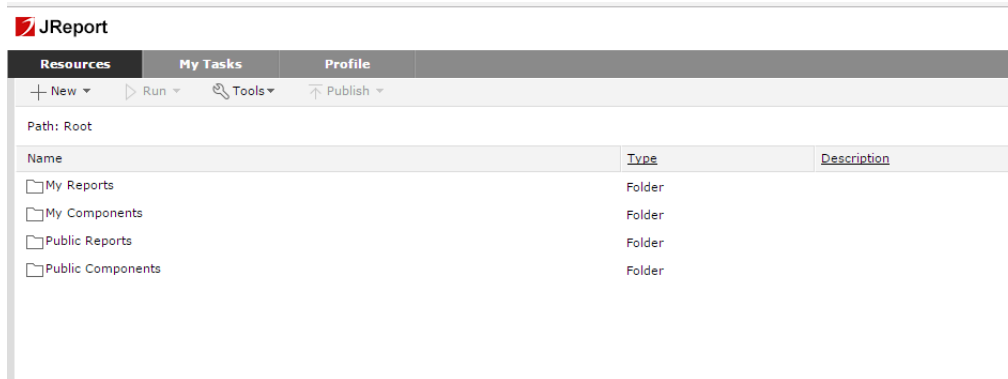 JReport
Resources My Tasks Profile
New Run Tools Publish
Path: Root
Name Type Description
My Reports Folder
My Components Folder
Public Reports Folder
Public Components Folder